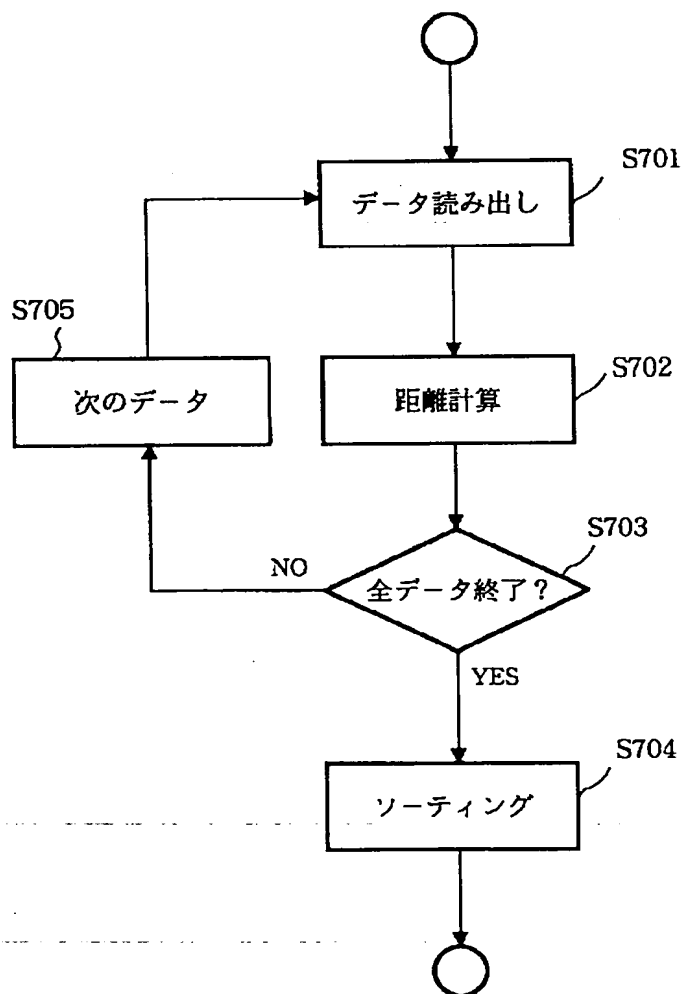 S701
データ読み出し
S705
次のデータ
S702
距離計算
S703
全データ終了?
NO
YES
S704
ソーティング